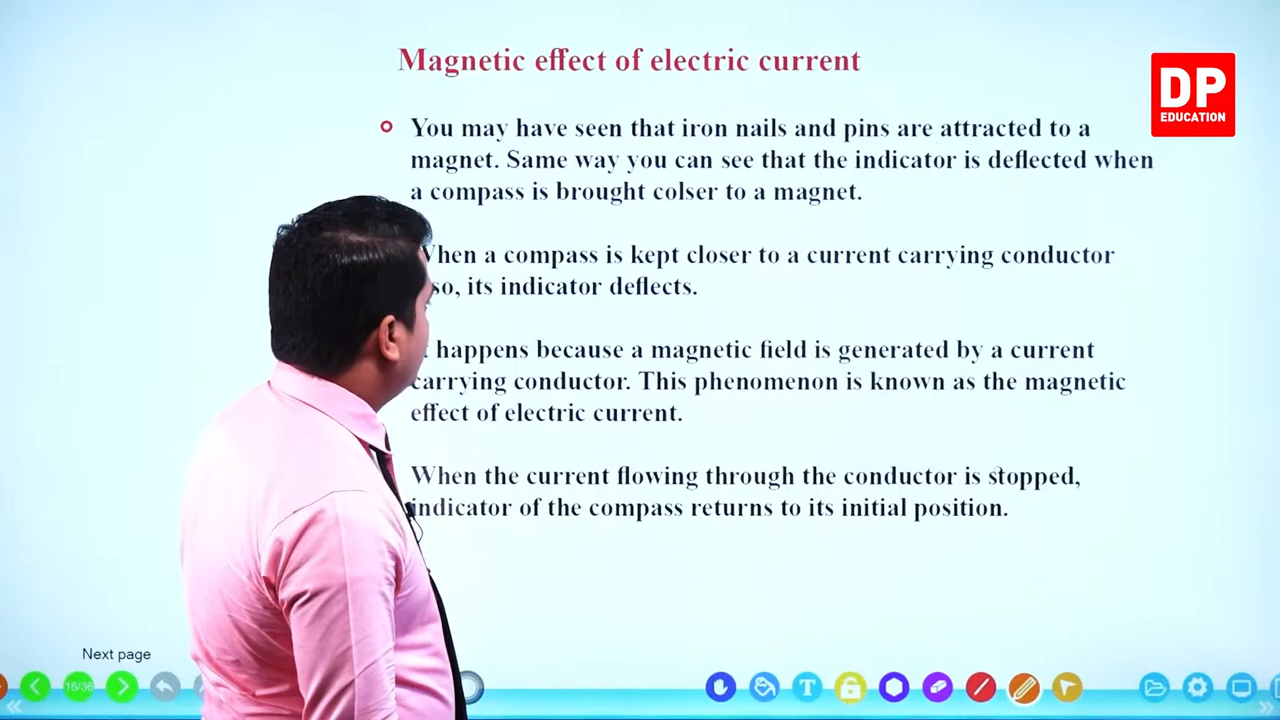 Magnetic effect of electric current
DP
EDUCATION
You may have seen that iron nails and pins are attracted to a
magnet. Same way you can see that the indicator is deflected when
a compass is brought colser to a magnet.
When a compass is kept closer to a current carrying conductor
so, its indicator deflects.
happens because a magnetic field is generated by a current
carrying conductor. This phenomenon is known as the magnetic
effect of electric current.
When the current flowing through the conductor is stopped,
indicator of the compass returns to its initial position.
Next page
16/36
T